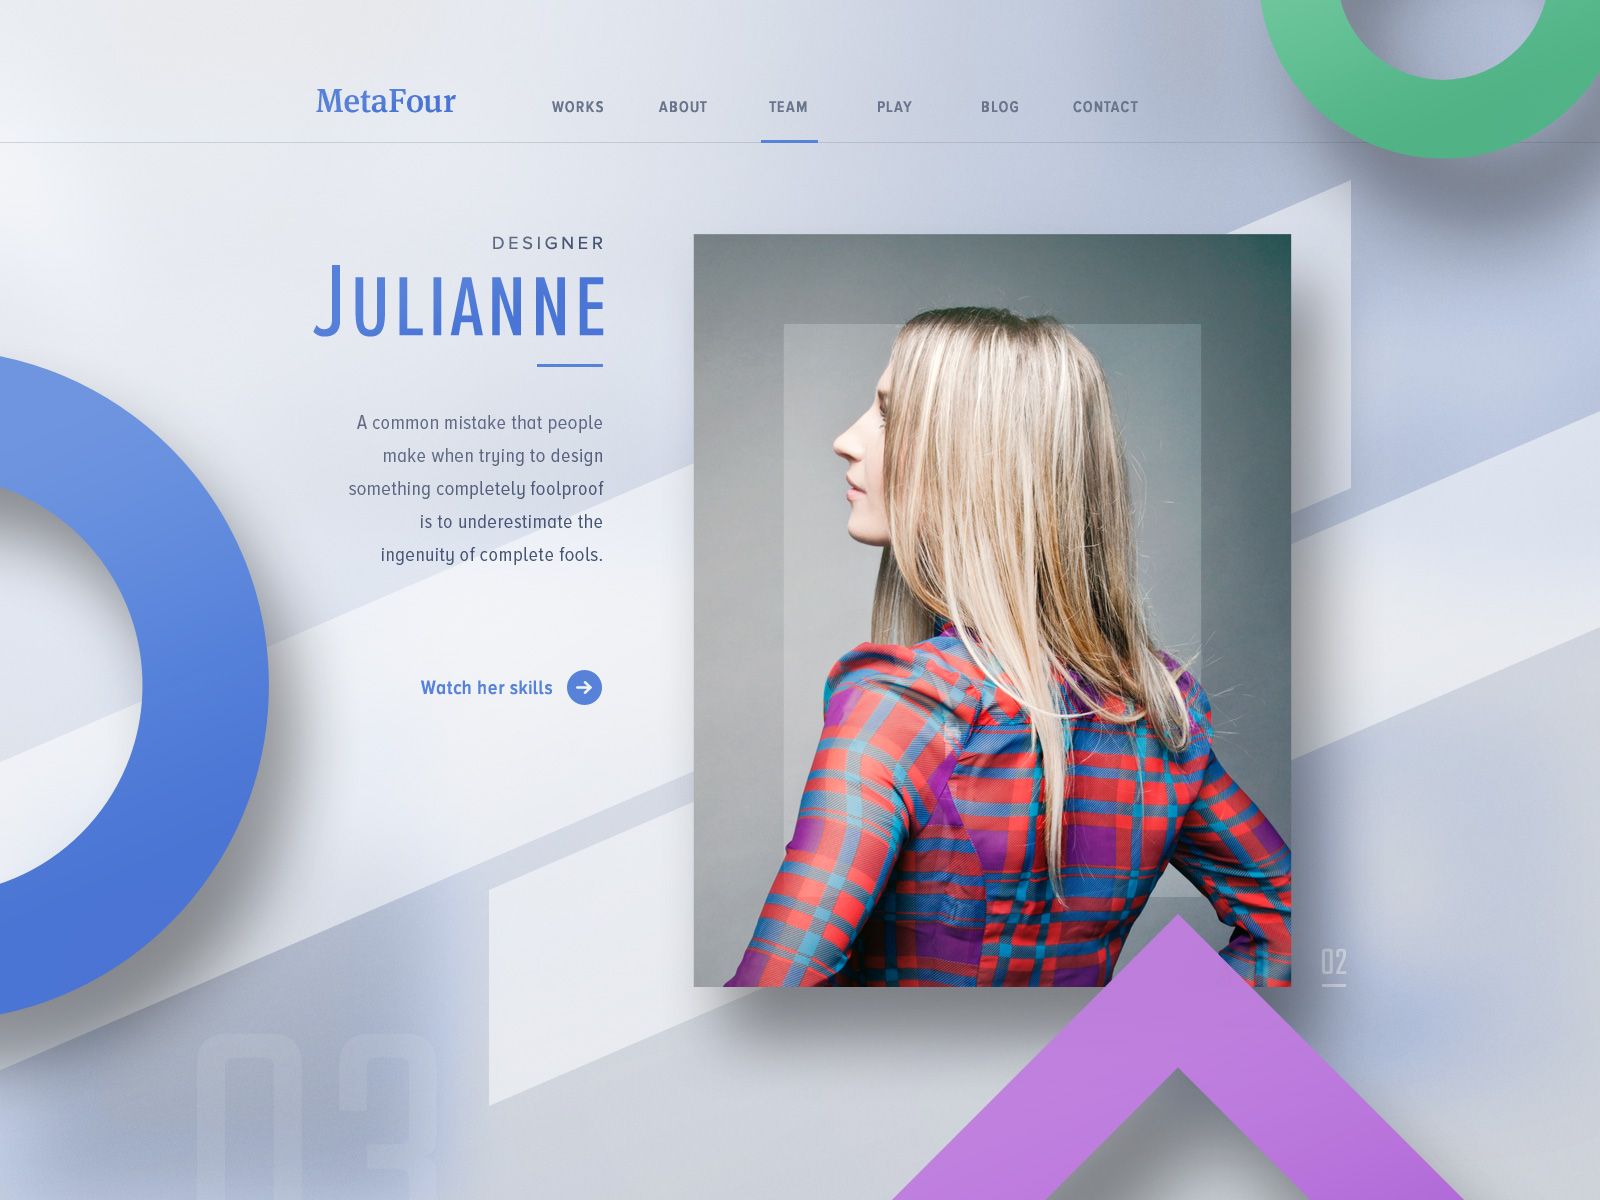 MetaFour
WORKS ABOUT TEAM PLAY BLOG CONTACT
DESIGNER
JULIANNE
A common mistake that people
make when trying to design
something completely foolproof
is to underestimate the
ingenuity of complete fools.
Watch her skills
02
03